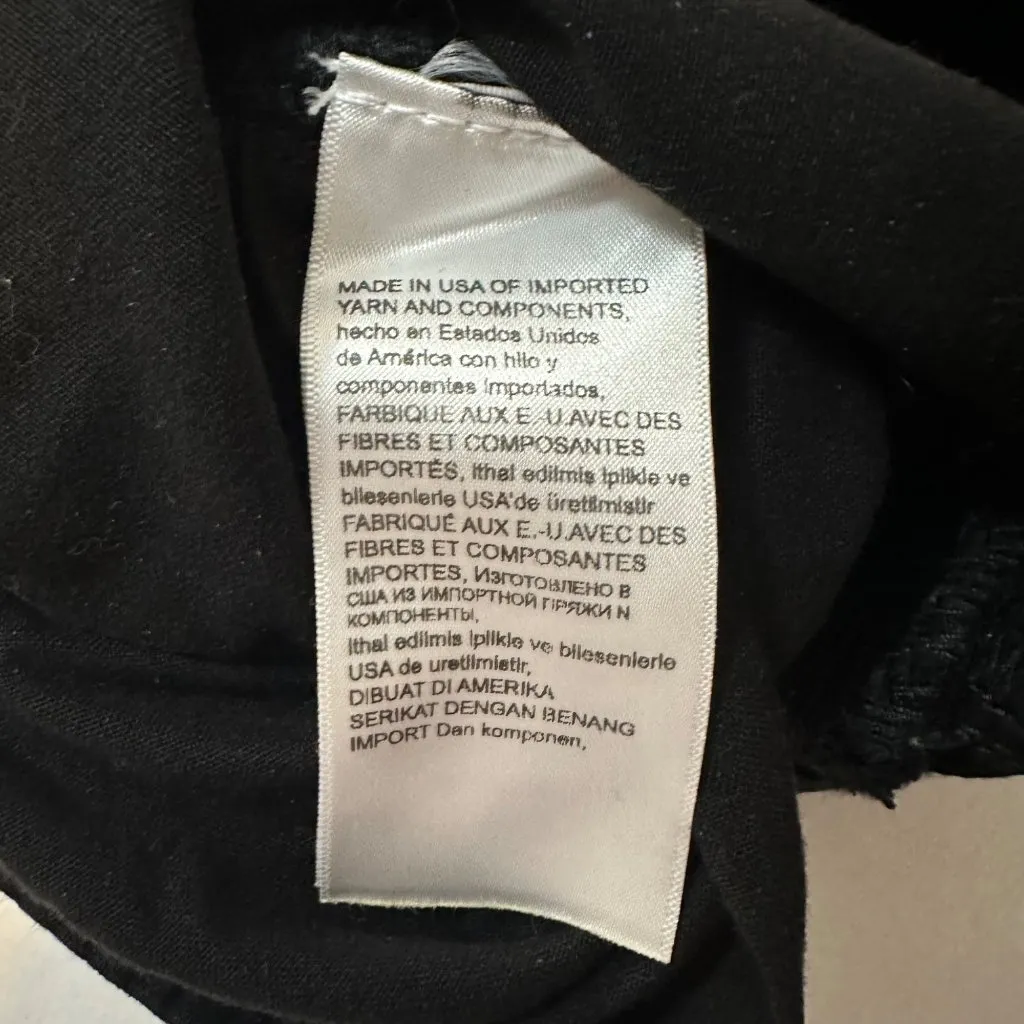 MADE IN USA OF IMPORTED
YARN AND COMPONENTS,
hecho en Estados Unidos
de América con hilo y
componentes importados,
FARBIQUE AUX E.-U.AVEC DES
FIBRES ET COMPOSANTES
IMPORTÉS, ithal edilmis iplikle ve
bilesenlerle USA'de üretilmistir
FABRIQUÉ AUX E.-U.AVEC DES
FIBRES ET COMPOSANTES
IMPORTES, ИЗГОТОВЛЕНО В
США ИЗ ИМПОРТНОЙ ПРЯЖИ N
КОМПОНЕНТЫ,
ithal edilmis iplikle ve bilesenlerle
USA de uretilmistir,
DIBUAT DI AMERIKA
SERIKAT DENGAN BENANG
IMPORT Dan komponen,